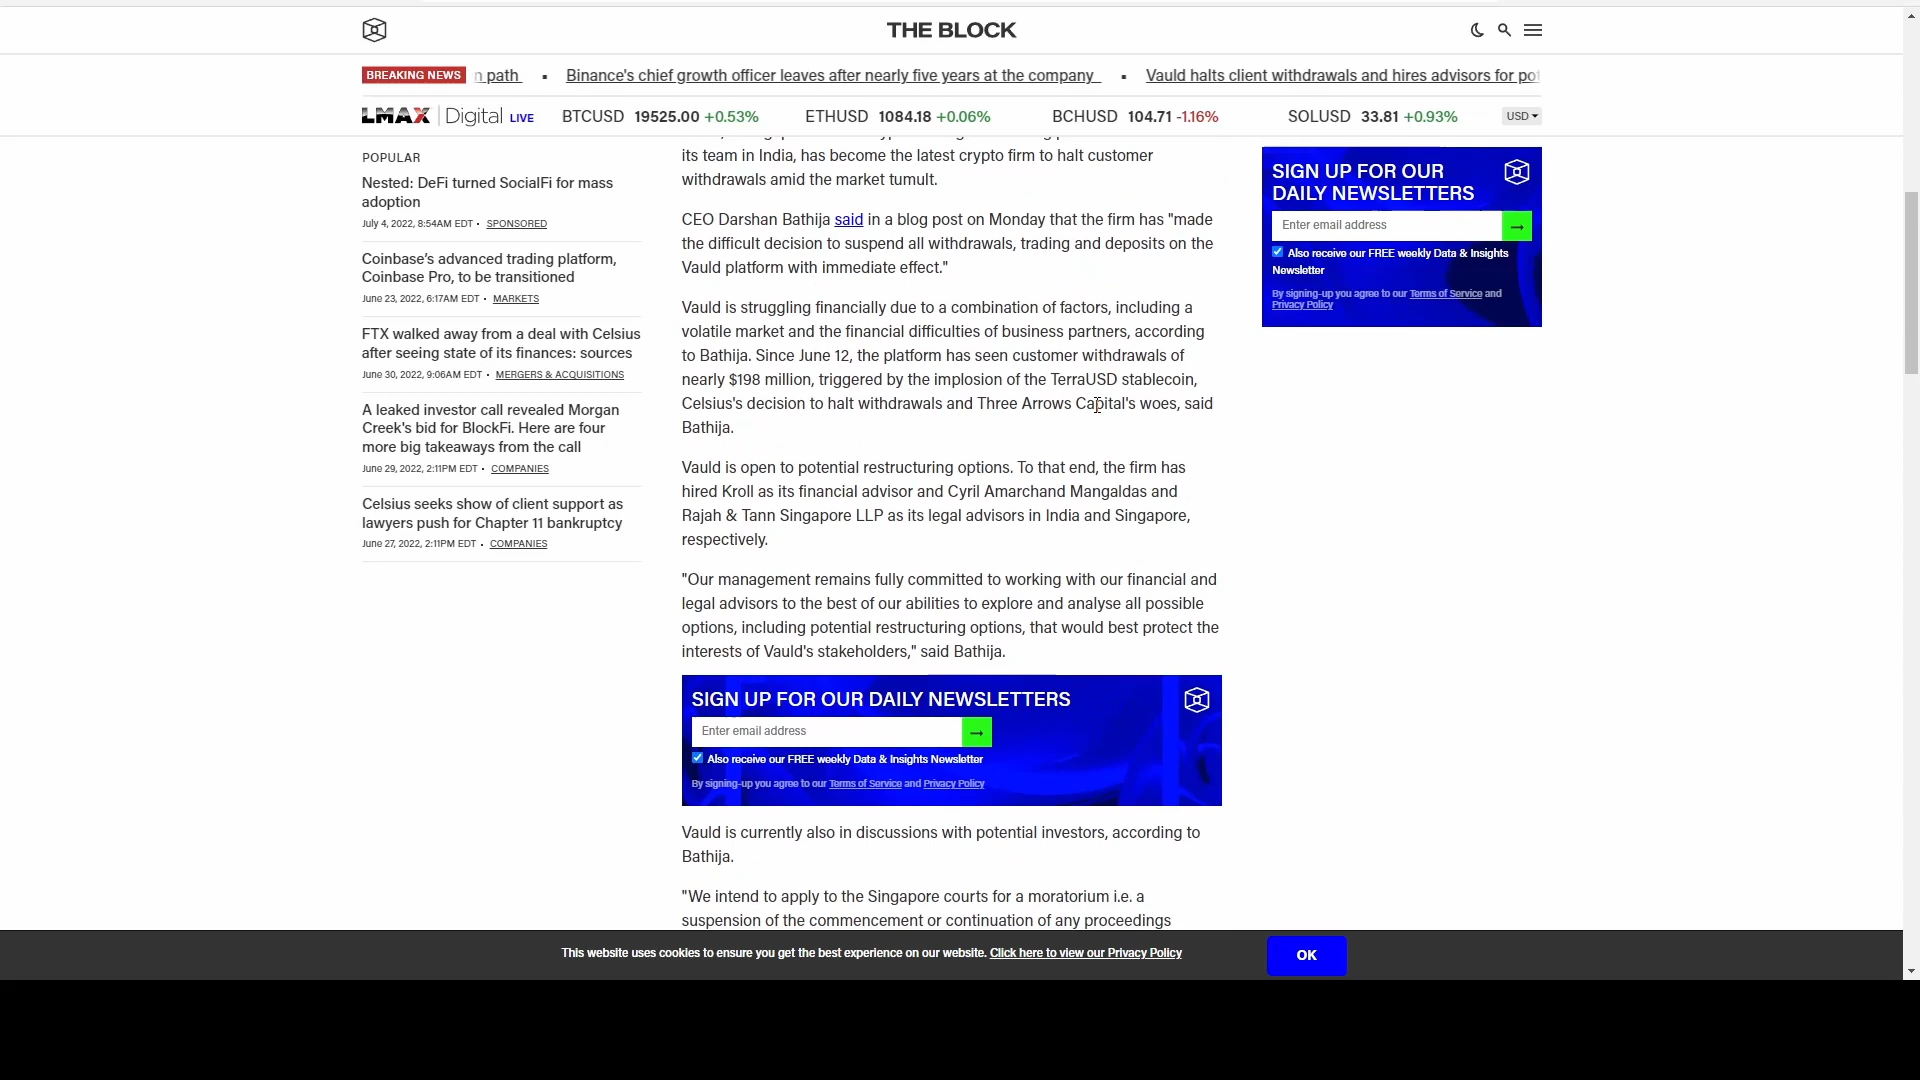 THE BLOCK
BREAKING NEWS
n path ▪ Binance's chief growth officer leaves after nearly five years at the company ▪ Vauld halts client withdrawals and hires advisors for pot
LMAX Digital LIVE BTCUSD 19525.00 +0.53% ETHUSD 1084.18 +0.06% BCHUSD 104.71 -1.16% SOLUSD 33.81 +0.93% USD
POPULAR
Nested: DeFi turned SocialFi for mass
adoption
July 4, 2022, 8:54AM EDT • SPONSORED
Coinbase's advanced trading platform,
Coinbase Pro, to be transitioned
June 23, 2022, 6:17AM EDT • MARKETS
FTX walked away from a deal with Celsius
after seeing state of its finances: sources
June 30, 2022, 9:06AM EDT • MERGERS & ACQUISITIONS
A leaked investor call revealed Morgan
Creek's bid for BlockFi. Here are four
more big takeaways from the call
June 29, 2022, 2:11PM EDT • COMPANIES
Celsius seeks show of client support as
lawyers push for Chapter 11 bankruptcy
June 27, 2022, 2:11PM EDT • COMPANIES
its team in India, has become the latest crypto firm to halt customer
withdrawals amid the market tumult.
CEO Darshan Bathija said in a blog post on Monday that the firm has "made
the difficult decision to suspend all withdrawals, trading and deposits on the
Vauld platform with immediate effect."
Vauld is struggling financially due to a combination of factors, including a
volatile market and the financial difficulties of business partners, according
to Bathija. Since June 12, the platform has seen customer withdrawals of
nearly $198 million, triggered by the implosion of the TerraUSD stablecoin,
Celsius's decision to halt withdrawals and Three Arrows Capital's woes, said
Bathija.
Vauld is open to potential restructuring options. To that end, the firm has
hired Kroll as its financial advisor and Cyril Amarchand Mangaldas and
Rajah & Tann Singapore LLP as its legal advisors in India and Singapore,
respectively.
"Our management remains fully committed to working with our financial and
legal advisors to the best of our abilities to explore and analyse all possible
options, including potential restructuring options, that would best protect the
interests of Vauld's stakeholders," said Bathija.
SIGN UP FOR OUR DAILY NEWSLETTERS
Enter email address →
Also receive our FREE weekly Data & Insights Newsletter
By signing-up you agree to our Terms of Service and Privacy Policy
Vauld is currently also in discussions with potential investors, according to
Bathija.
"We intend to apply to the Singapore courts for a moratorium i.e. a
suspension of the commencement or continuation of any proceedings
SIGN UP FOR OUR
DAILY NEWSLETTERS
Enter email address →
Also receive our FREE weekly Data & Insights
Newsletter
By signing-up you agree to our Terms of Service and
Privacy Policy
This website uses cookies to ensure you get the best experience on our website. Click here to view our Privacy Policy
OK